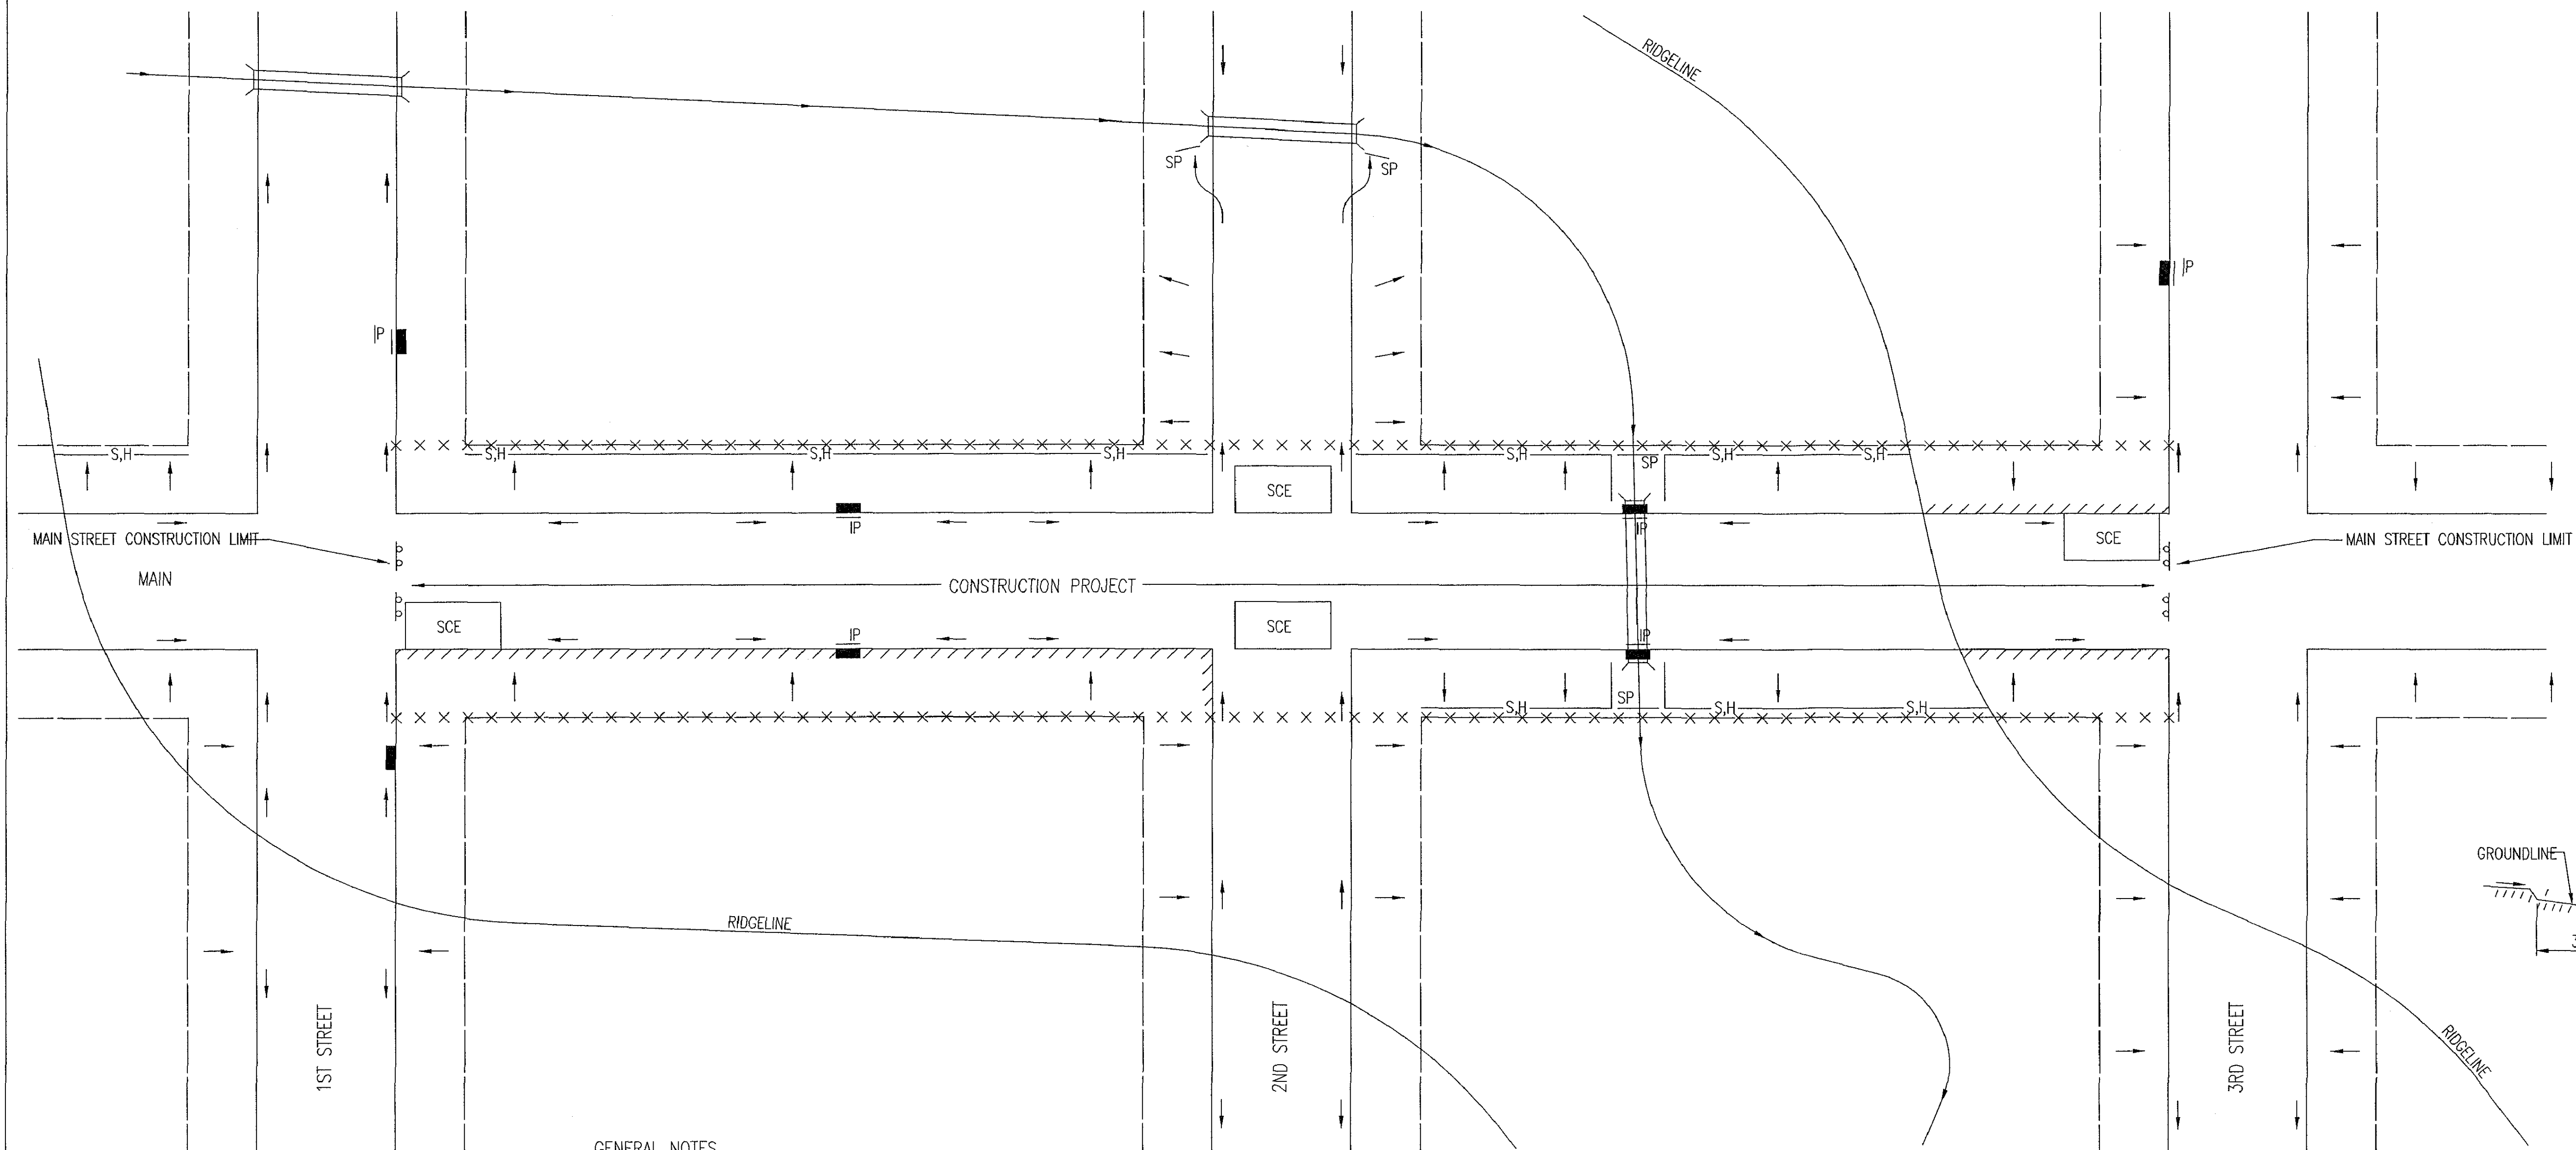 RIDGELINE
SP
SP
IP
IP
S,H
S,H
S,H
S,H
S,H
SP
S,H
S,H
SCE
IP
IP
SCE
MAIN STREET CONSTRUCTION LIMIT
MAIN STREET CONSTRUCTION LIMIT
MAIN
CONSTRUCTION PROJECT
SCE
SCE
IP
IP
S,H
SP
S,H
S,H
GROUNDLINE
RIDGELINE
1ST STREET
2ND STREET
3RD STREET
RIDGELINE
GENERAL NOTES